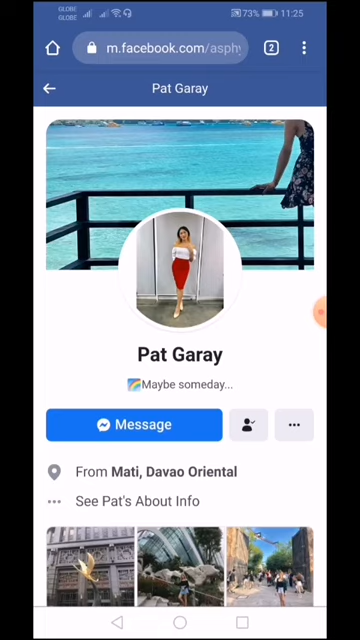 GLOBE
GLOBE
73% 11:25
m.facebook.com/asphy
2
Pat Garay
Pat Garay
🌈Maybe someday...
Message
From Mati, Davao Oriental
See Pat's About Info